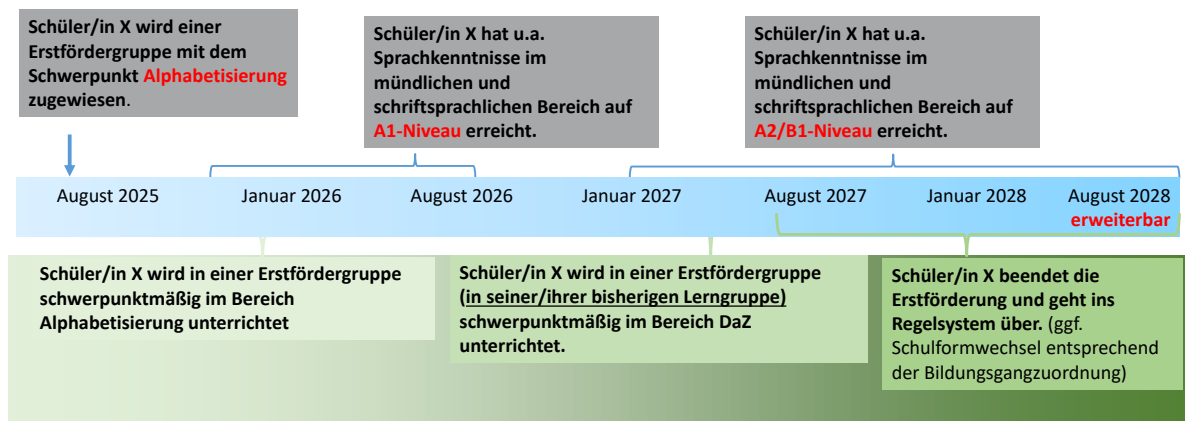 Schüler/in X wird einer
Erstfördergruppe mit dem
Schwerpunkt Alphabetisierung
zugewiesen.
Schüler/in X hat u.a.
Sprachkenntnisse im
mündlichen und
schriftsprachlichen Bereich auf
A1-Niveau erreicht.
Schüler/in X hat u.a.
Sprachkenntnisse im
mündlichen und
schriftsprachlichen Bereich auf
A2/B1-Niveau erreicht.
August 2025
Januar 2026
August 2026
Januar 2027
August 2027
Januar 2028
August 2028
erweiterbar
Schüler/in X wird in einer Erstfördergruppe
schwerpunktmäßig im Bereich
Alphabetisierung unterrichtet
Schüler/in X wird in einer Erstfördergruppe
(in seiner/ihrer bisherigen Lerngruppe)
schwerpunktmäßig im Bereich DaZ
unterrichtet.
Schüler/in X beendet die
Erstförderung und geht ins
Regelsystem über. (ggf.
Schulformwechsel entsprechend
der Bildungsgangzuordnung)